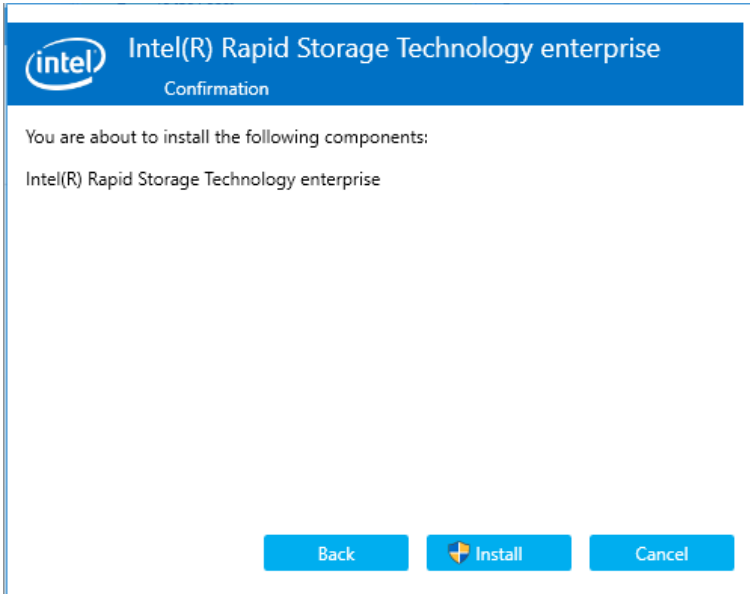 intel
Intel(R) Rapid Storage Technology enterprise
Confirmation
You are about to install the following components:
Intel(R) Rapid Storage Technology enterprise
Back
Install
Cancel